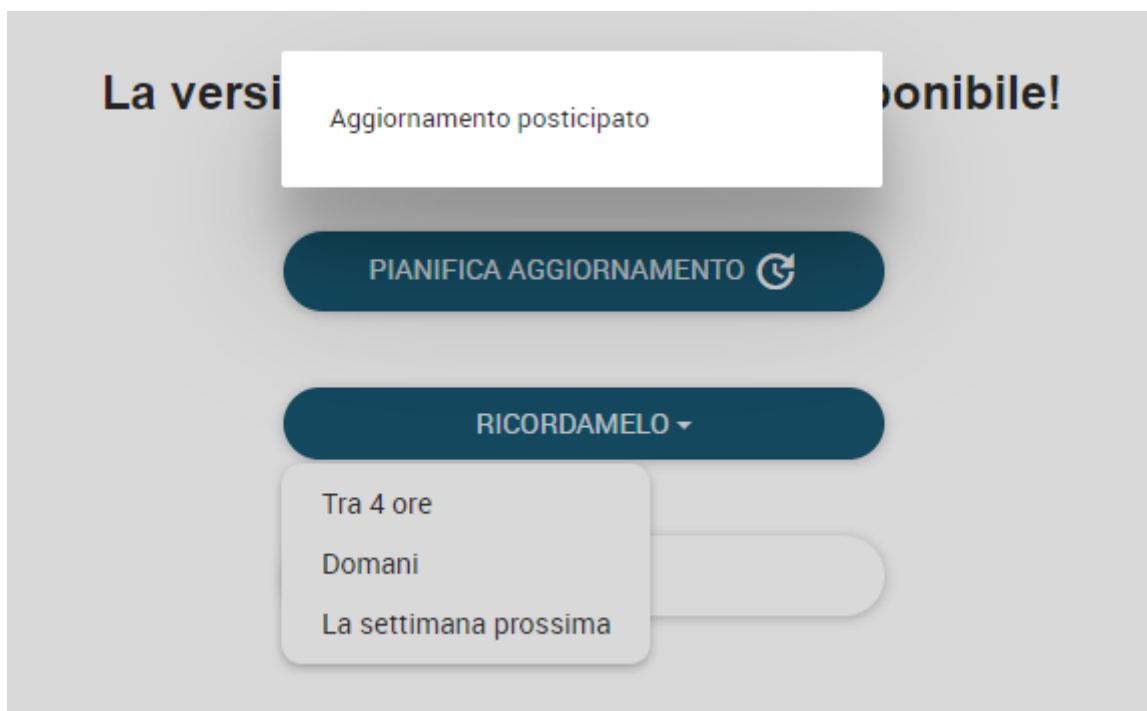 La versi
ponibile!
Aggiornamento posticipato
PIANIFICA AGGIORNAMENTO
RICORDAMELO
Tra 4 ore
Domani
La settimana prossima